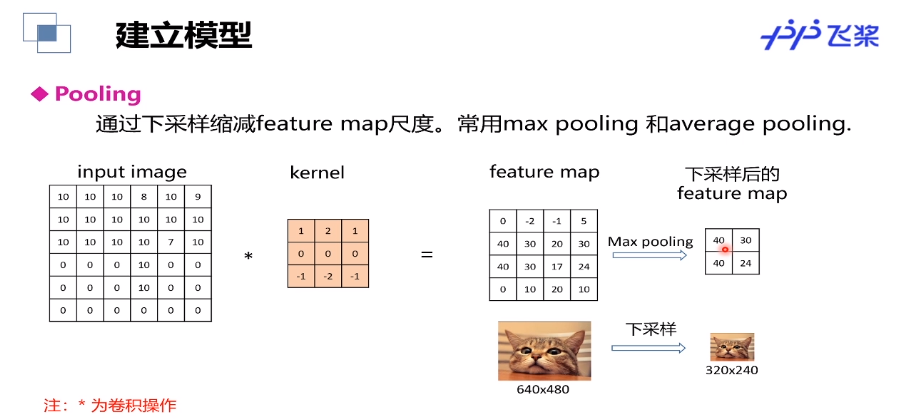 建立模型
飞桨
Pooling
通过下采样缩减feature map尺度。常用max pooling 和average pooling.
input image
kernel
feature map
下采样后的
feature map
10 10 10 8 10 9
10 10 10 10 10 10
10 10 10 10 7 10
0 0 0 10 0 0
0 0 0 10 0 0
0 0 0 0 0 0
*
1 2 1
0 0 0
-1 -2 -1
=
0 -2 -1 5
40 30 20 30
40 30 17 24
0 10 20 10
Max pooling
40 30
40 24
下采样
640x480
320x240
注：* 为卷积操作